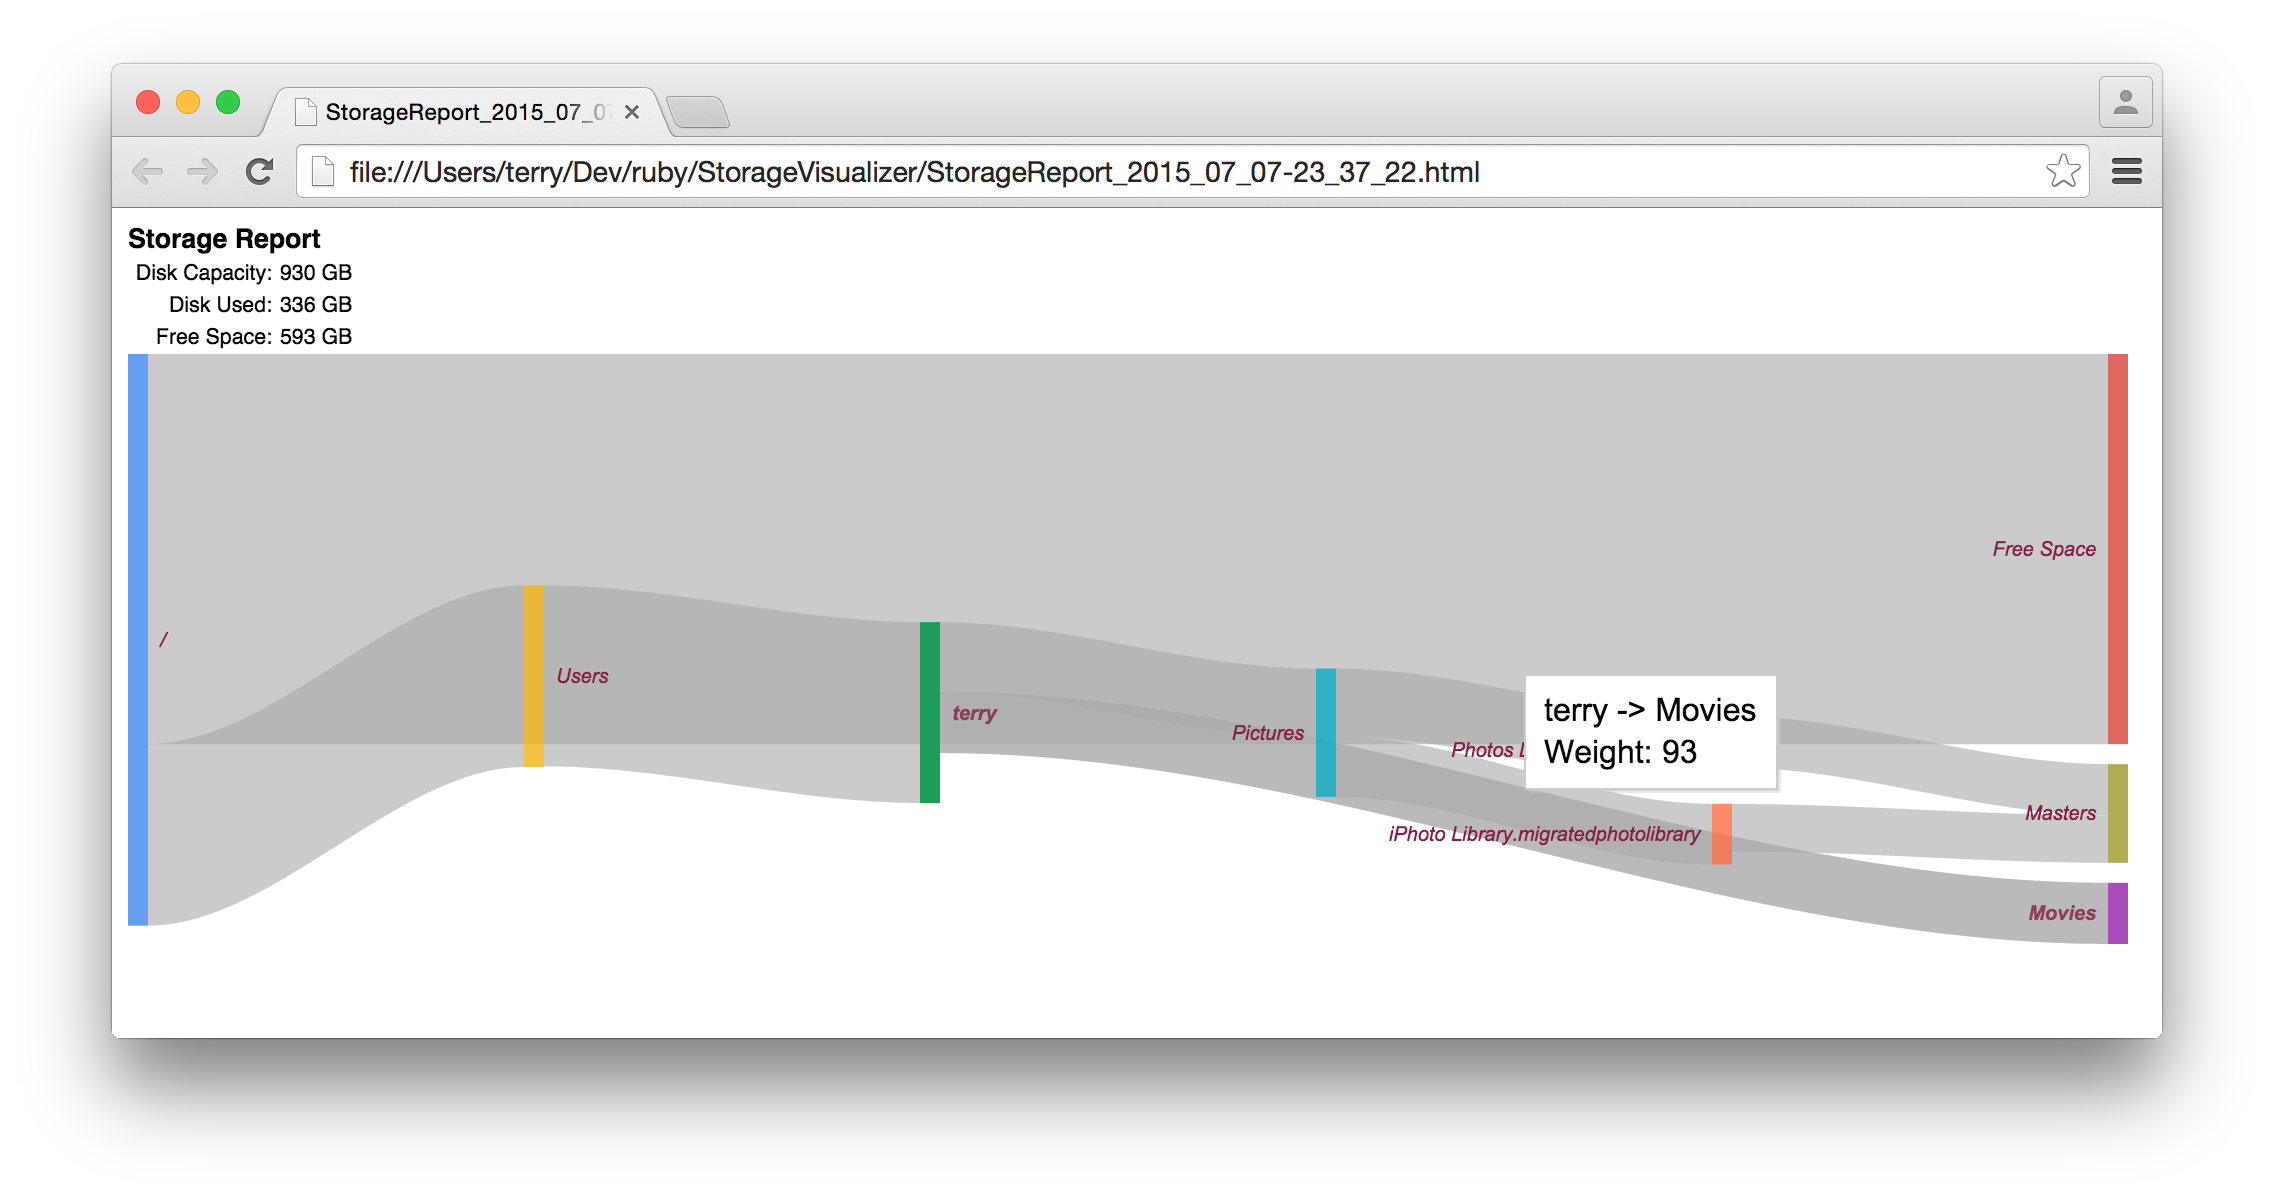 StorageReport_2015_07_07
file:///Users/terry/Dev/ruby/StorageVisualizer/StorageReport_2015_07_07-23_37_22.html
Storage Report
Disk Capacity: 930 GB
Disk Used: 336 GB
Free Space: 593 GB
Free Space
/
Users
terry
Pictures
Photos
terry -> Movies
Weight: 93
iPhoto Library.migratedphotolibrary
Masters
Movies